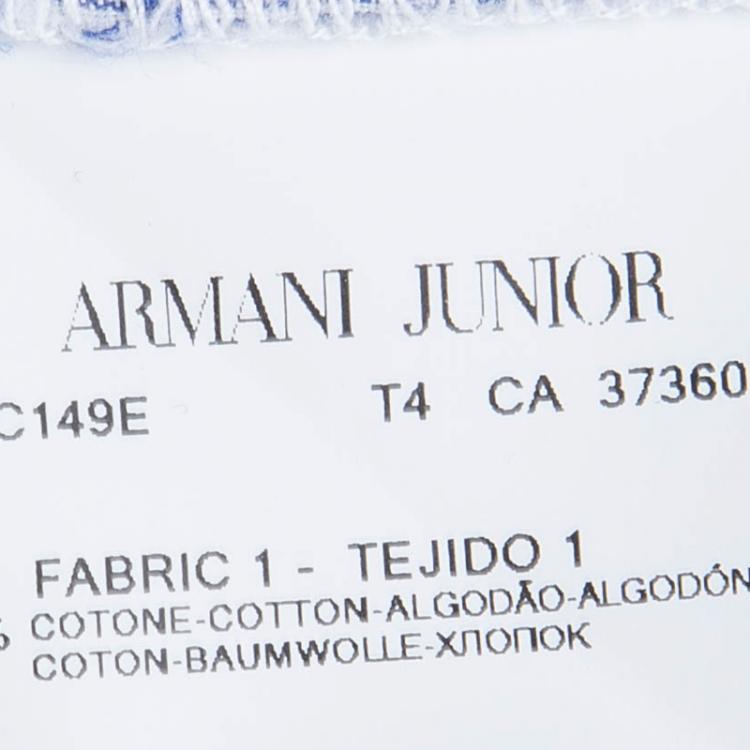 ARMANI JUNIOR
C149E T4 CA 37360
FABRIC 1 - TEJIDO 1
% COTONE-COTTON-ALGODÃO-ALGODÓN
COTON-BAUMWOLLE-ХЛОПОК